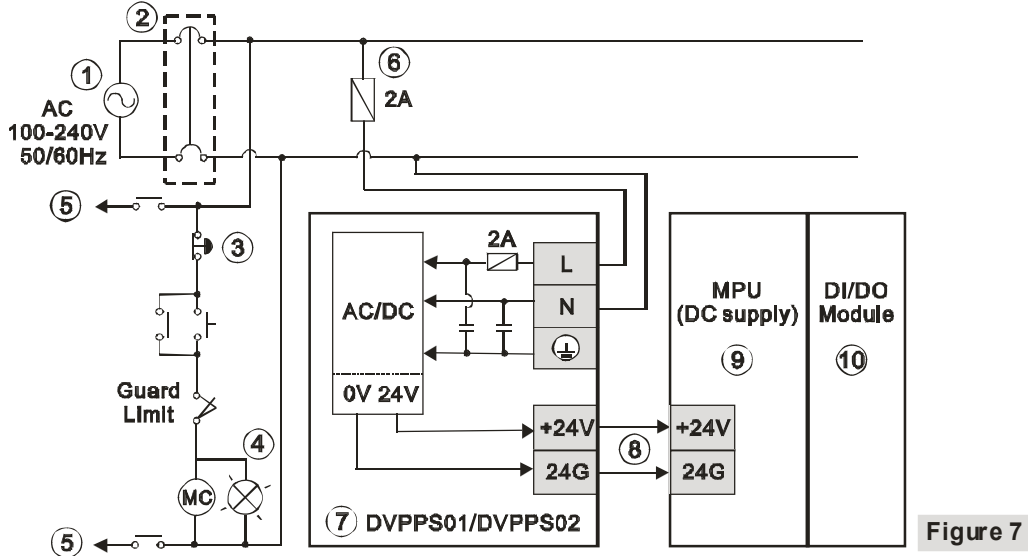 ②
①
AC
100-240V
50/60Hz
⑥
2A
⑤
③
Guard
Limit
④
MC
⑤
2A
L
N
AC/DC
0V 24V
+24V
24G
⑦ DVPPS01/DVPPS02
⑧
MPU
(DC supply)
⑨
+24V
24G
DI/DO
Module
⑩
Figure 7